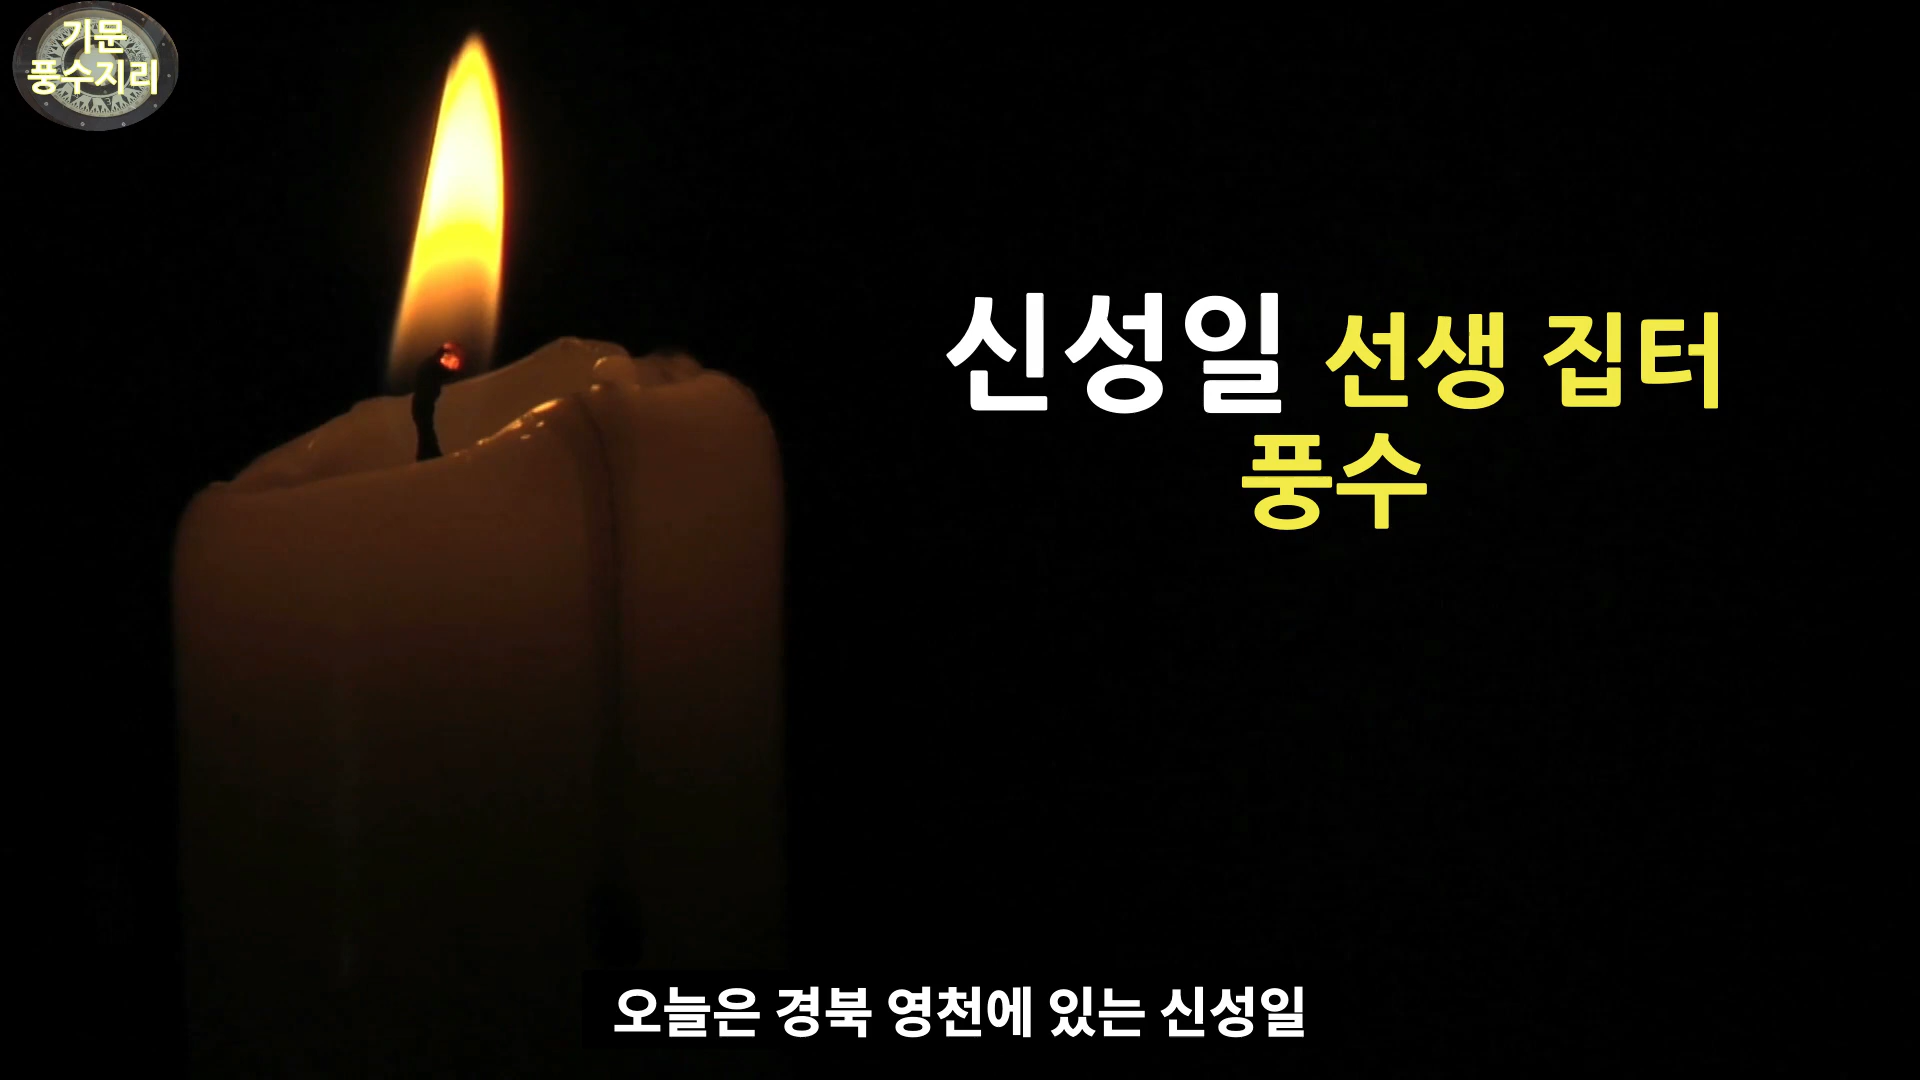 기문
풍수지리
신성일 선생 집터
풍수
오늘은 경북 영천에 있는 신성일